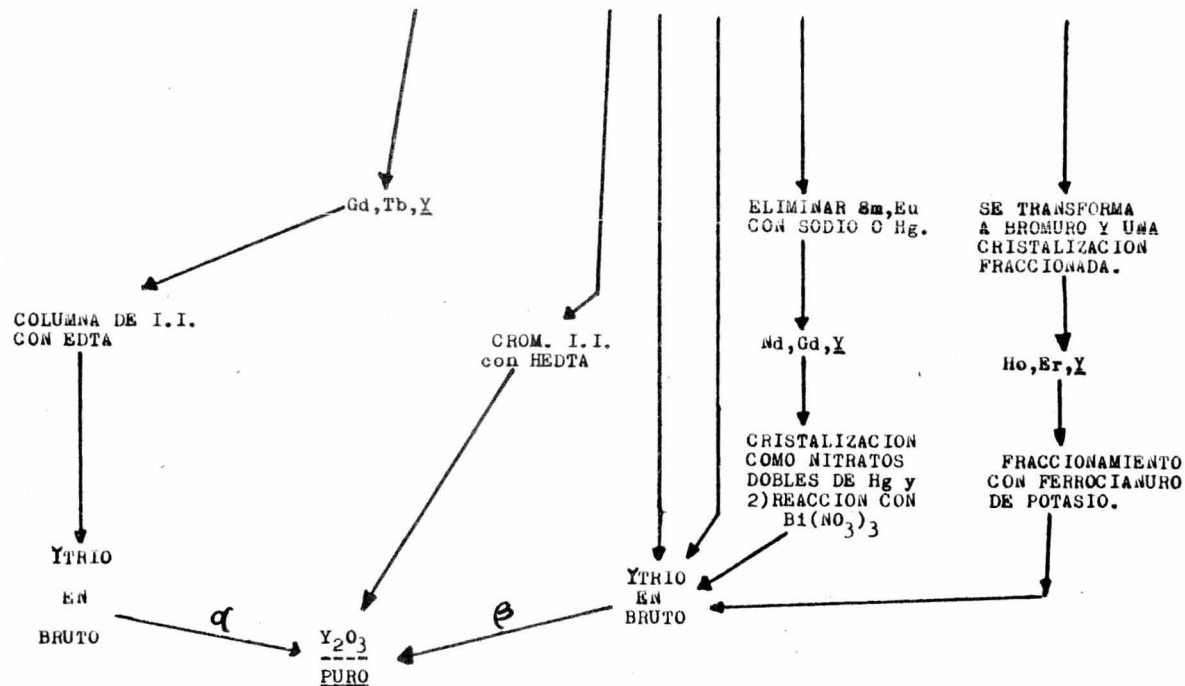 Gd,Tb,Y
COLUMNA DE I.I.
CON EDTA
YTRIO
EN
BRUTO
α
CROM. I.I.
con HEDTA
Y2O3
PURO
β
YTRIO
EN
BRUTO
ELIMINAR Sm,Eu
CON SODIO O Hg.
Nd,Gd,Y
CRISTALIZACION
COMO NITRATOS
DOBLES DE Hg y
2)REACCION CON
Bi(NO3)3
SE TRANSFORMA
A BROMURO Y UNA
CRISTALIZACION
FRACCIONADA.
Ho,Er,Y
FRACCIONAMIENTO
CON FERROCIANURO
DE POTASIO.